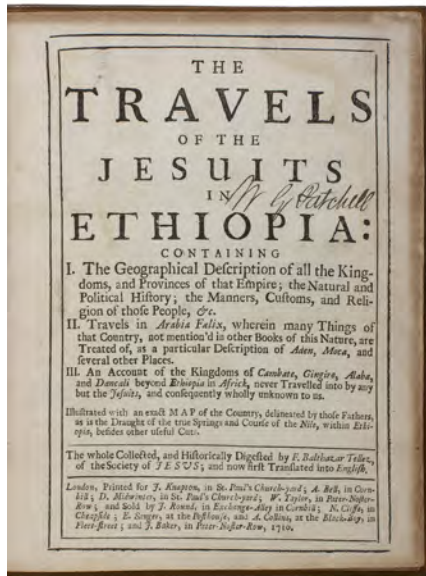 THE
TRAVELS
OF THE
JESUITS
IN
W G Patchell
ETHIOPIA:
CONTAINING
I. The Geographical Deſcription of all the King-
doms, and Provinces of that Empire; the Natural and
Political Hiſtory; the Manners, Cuſtoms, and Reli-
gion of thoſe People, &c.
II. Travels in Arabia Fælix, wherein many Things of
that Country, not mention'd in other Books of this Nature, are
Treated of, as a particular Deſcription of Aden, Moca, and
ſeveral other Places.
III. An Account of the Kingdoms of Cambate, Gingiro, Alaba,
and Dancali beyond Ethiopia in Africk, never Travelled into by any
but the Jeſuits, and conſequently wholly unknown to us.
Illuſtrated with an exact MAP of the Country, delineated by thoſe Fathers,
as is the Draught of the true Springs and Courſe of the Nile, within Ethi-
opia, beſides other uſeful Cuts.
The whole Collected, and Hiſtorically Digeſted by F. Balthazar Tellez,
of the Society of JESUS; and now firſt Tranſlated into Engliſh.
London, Printed for J. Knapton, in St. Paul's Church-yard; A. Bell, in Corn-
hill; D. Midwinter, in St. Paul's Church-yard; W. Taylor, in Pater-Noſter-
Row; and Sold by J. Round, in Exchange-Alley in Cornhill; N. Cliffe, in
Cheapſide; E. Sanger, at the Poſthouſe, and A. Collins, at the Black-Boy, in
Fleet-ſtreet; and J. Baker, in Pater-Noſter-Row, 1710.